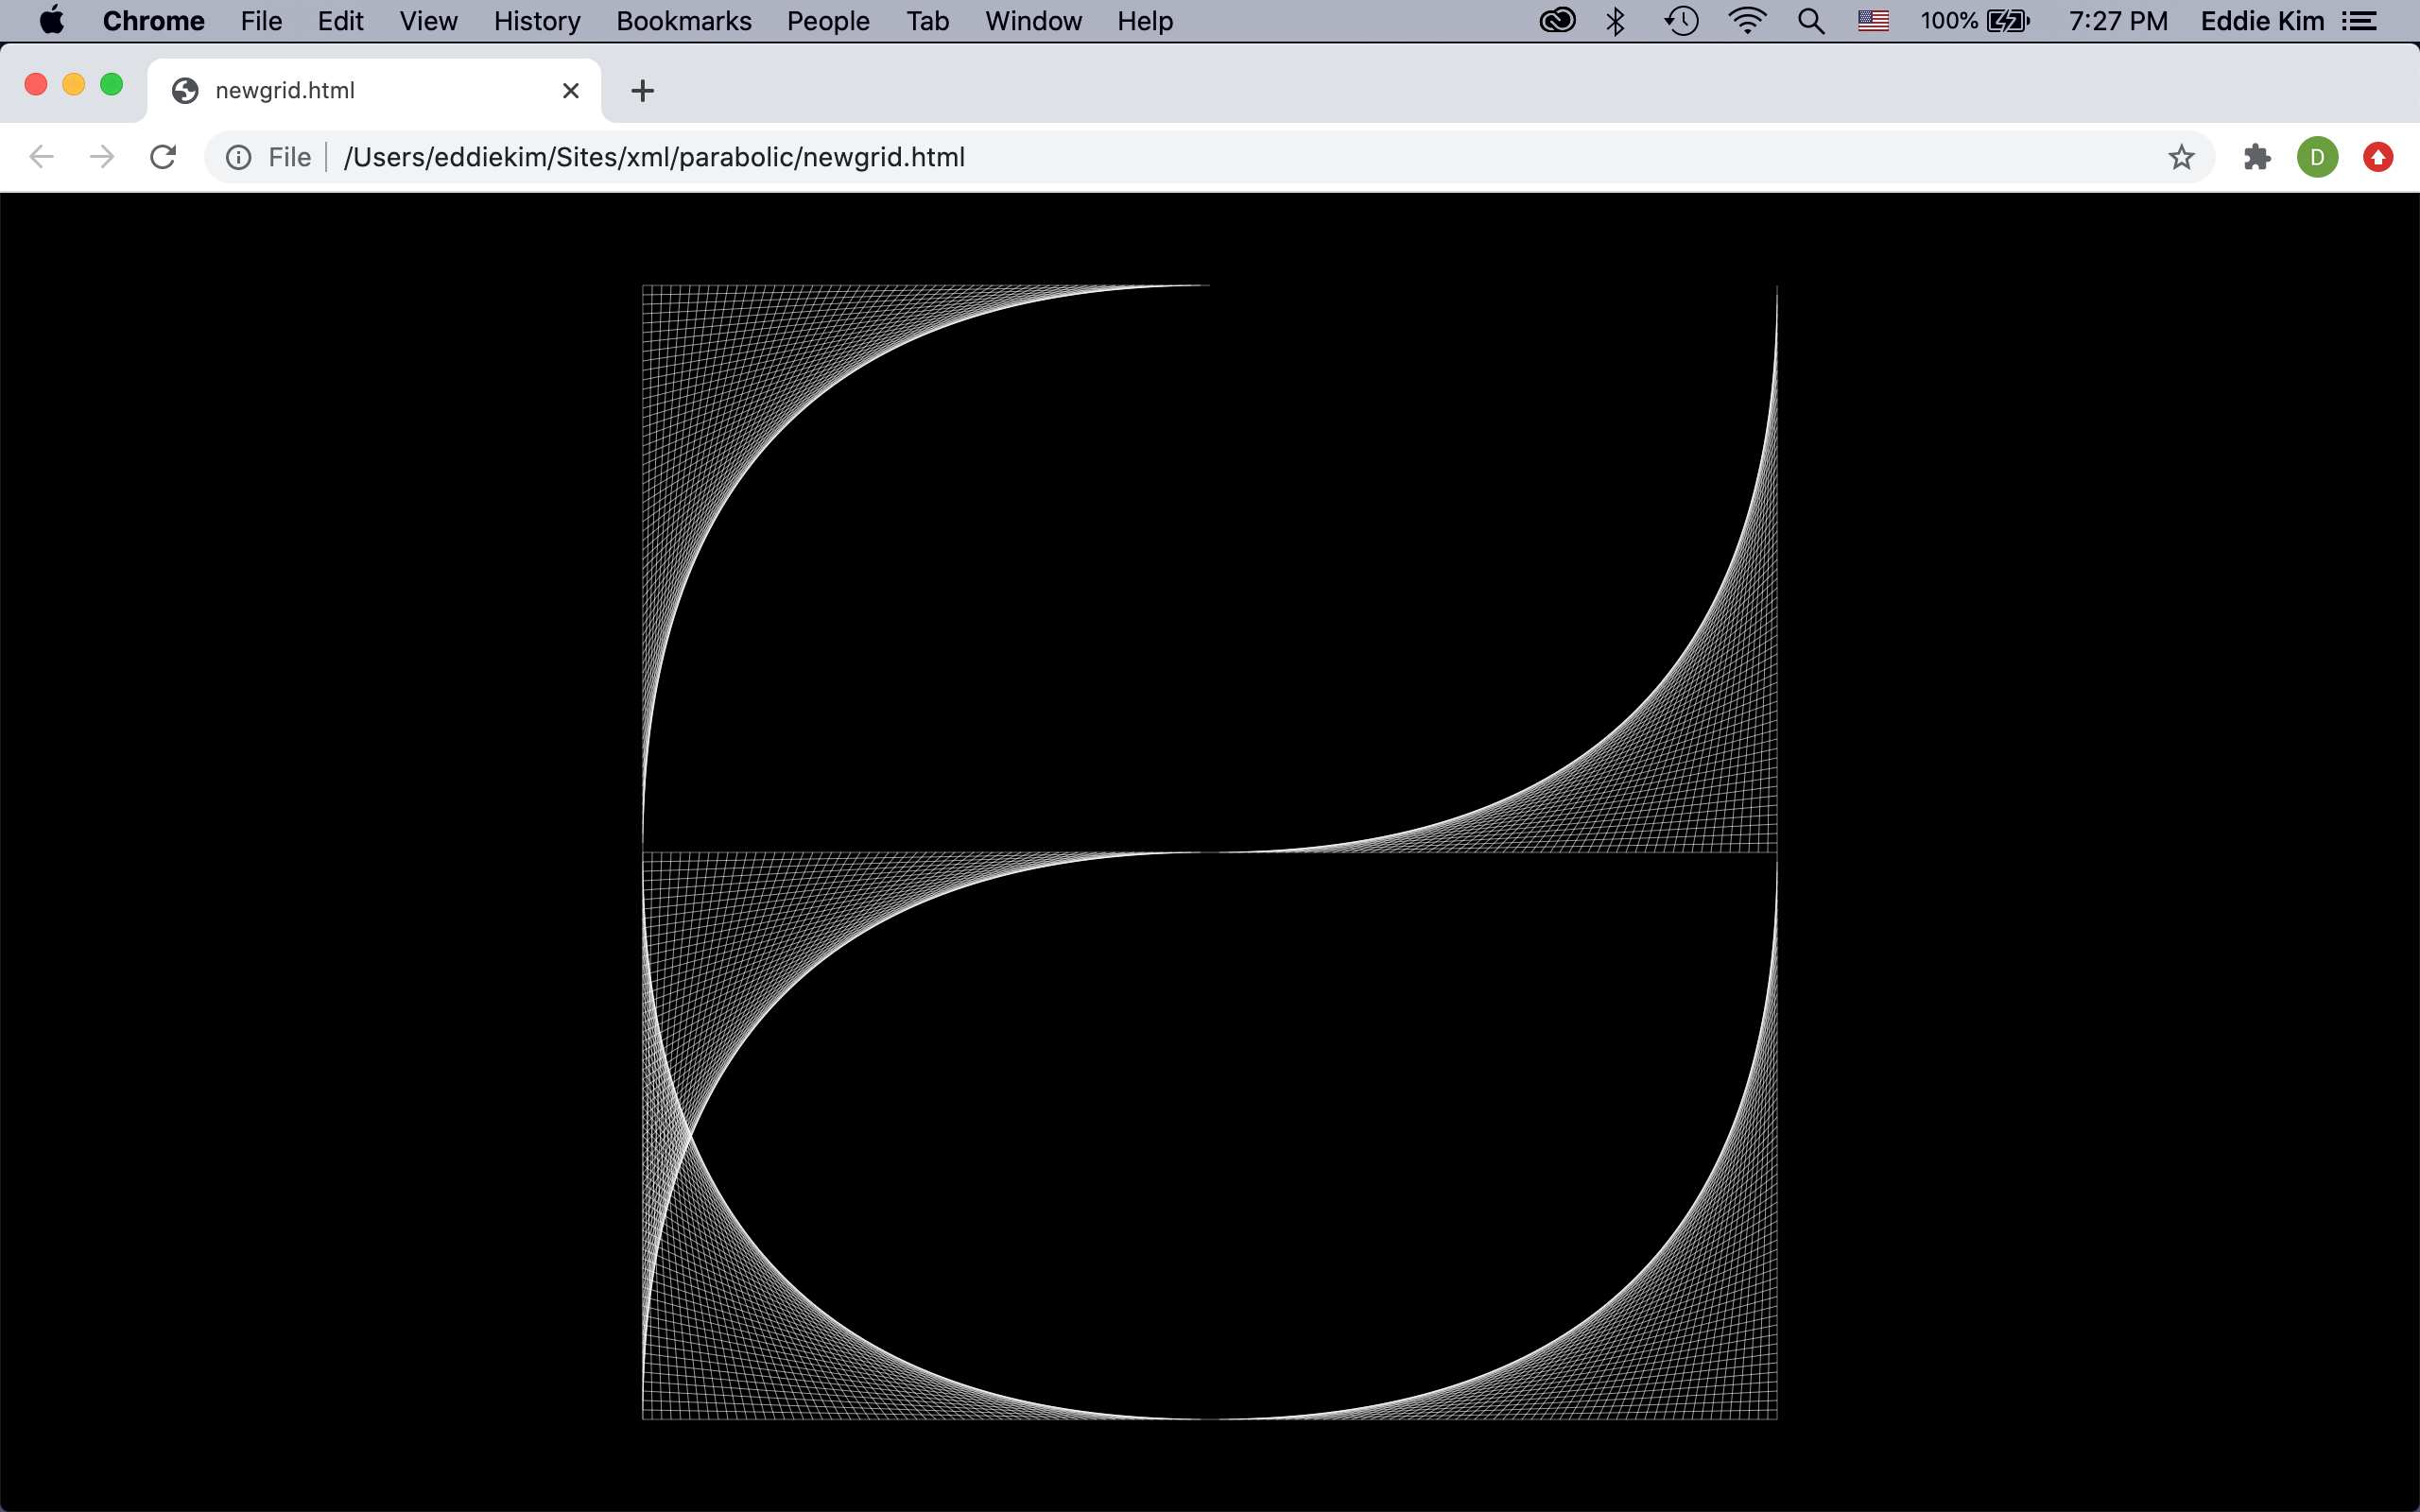 Chrome File Edit View History Bookmarks People Tab Window Help 100% 7:27 PM Eddie Kim
newgrid.html
File /Users/eddiekim/Sites/xml/parabolic/newgrid.html D